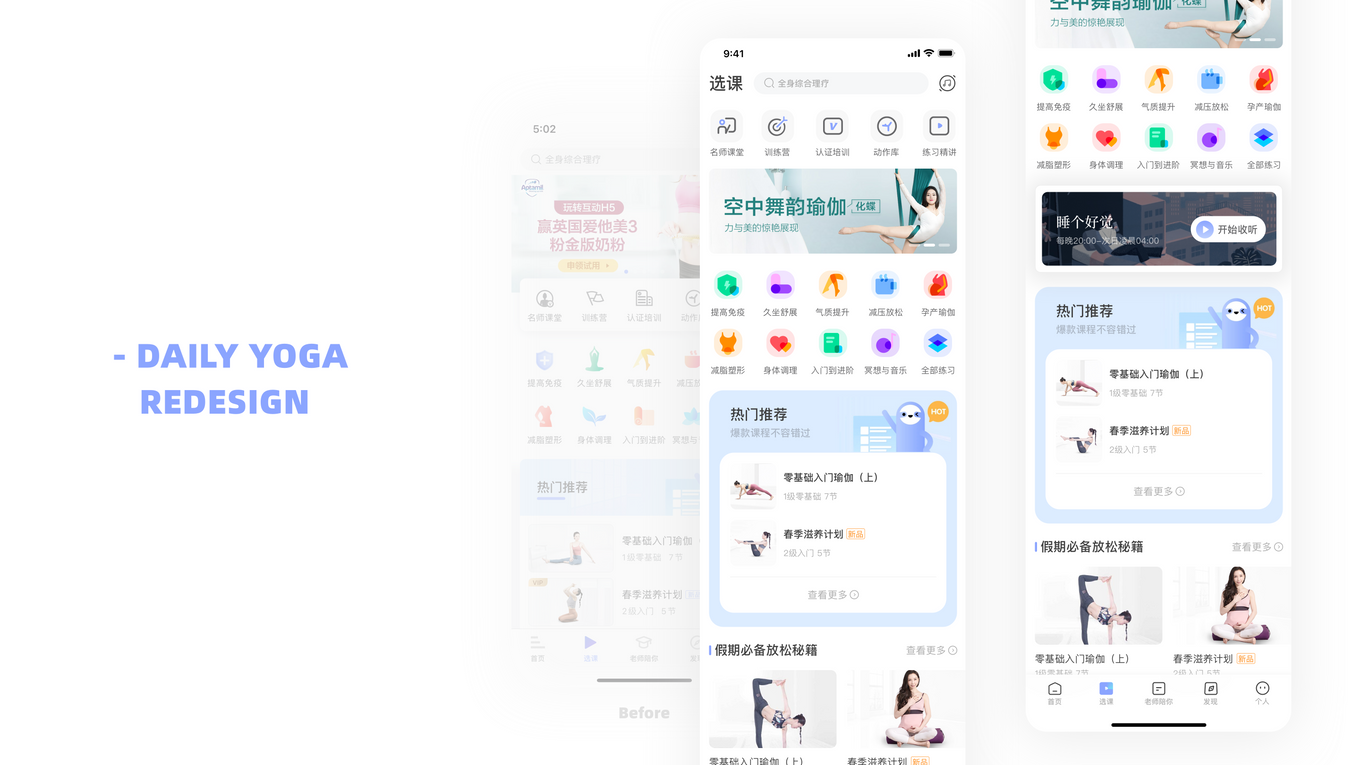 - DAILY YOGA
REDESIGN
5:02
全身综合理疗
Aptamil
玩转互动H5
赢英国爱他美3
粉金版奶粉
申领试用
名师课堂
训练营
认证培训
动作
提高免疫
久坐舒展
气质提升
减压放
减脂塑形
身体调理
入门到进阶
冥想与
热门推荐
零基础入门瑜伽
1级零基础 7节
VIP
春季滋养计划
2级入门 5节
首页
选课
老师陪你
Before
9:41
选课
全身综合理疗
名师课堂
训练营
认证培训
动作库
练习精讲
空中舞韵瑜伽 化蝶
力与美的惊艳展现
提高免疫
久坐舒展
气质提升
减压放松
孕产瑜伽
减脂塑形
身体调理
入门到进阶
冥想与音乐
全部练习
热门推荐
HOT
爆款课程不容错过
零基础入门瑜伽（上）
1级零基础 7节
春季滋养计划 新品
2级入门 5节
查看更多
假期必备放松秘籍
查看更多
零基础入门瑜伽（上）
春季滋养计划 新品
空中舞韵瑜伽 化蝶
力与美的惊艳展现
提高免疫
久坐舒展
气质提升
减压放松
孕产瑜伽
减脂塑形
身体调理
入门到进阶
冥想与音乐
全部练习
睡个好觉
每晚20:00-次日凌晨04:00
开始收听
热门推荐
HOT
爆款课程不容错过
零基础入门瑜伽（上）
1级零基础 7节
春季滋养计划 新品
2级入门 5节
查看更多
假期必备放松秘籍
查看更多
零基础入门瑜伽（上）
春季滋养计划 新品
1级零基础 7节
2级入门 5节
首页
选课
老师陪你
发现
个人